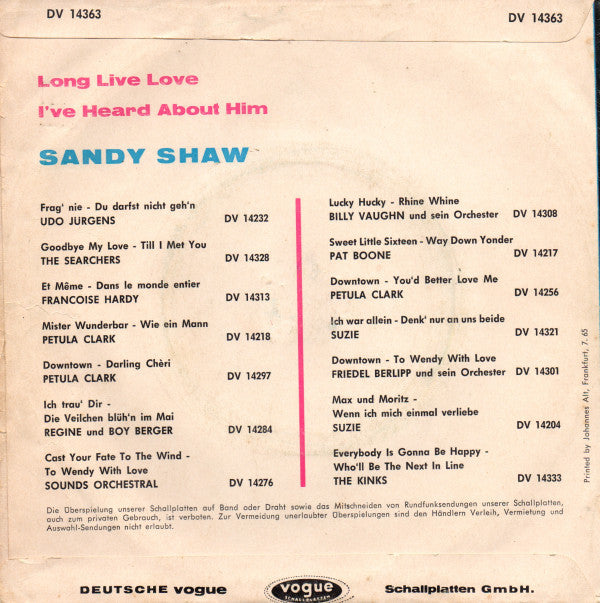 DV 14363
DV 14363
Long Live Love
I've Heard About Him
SANDY SHAW
Frag' nie - Du darfst nicht geh'n
UDO JÜRGENS DV 14232
Goodbye My Love - Till I Met You
THE SEARCHERS DV 14328
Et Même - Dans le monde entier
FRANCOISE HARDY DV 14313
Mister Wunderbar - Wie ein Mann
PETULA CLARK DV 14218
Downtown - Darling Chèri
PETULA CLARK DV 14297
Ich trau' Dir -
Die Veilchen blüh'n im Mai
REGINE und BOY BERGER DV 14284
Cast Your Fate To The Wind -
To Wendy With Love
SOUNDS ORCHESTRAL DV 14276
Lucky Hucky - Rhine Whine
BILLY VAUGHN und sein Orchester DV 14308
Sweet Little Sixteen - Way Down Yonder
PAT BOONE DV 14217
Downtown - You'd Better Love Me
PETULA CLARK DV 14256
Ich war allein - Denk' nur an uns beide
SUZIE DV 14321
Downtown - To Wendy With Love
FRIEDEL BERLIPP und sein Orchester DV 14301
Max und Moritz -
Wenn ich mich einmal verliebe
SUZIE DV 14204
Everybody Is Gonna Be Happy -
Who'll Be The Next In Line
THE KINKS DV 14333
Printed by Johannes Alt, Frankfurt, 7. 65
Die Überspielung unserer Schallplatten auf Band oder Draht sowie das Mitschneiden von Rundfunksendungen unserer Schallplatten,
auch zum privaten Gebrauch, ist verboten. Zur Vermeidung unerlaubter Überspielungen sind den Händlern Verleih, Vermietung und
Auswahl-Sendungen nicht erlaubt.
DEUTSCHE vogue
vogue
SCHALLPLATTEN
Schallplatten GmbH.